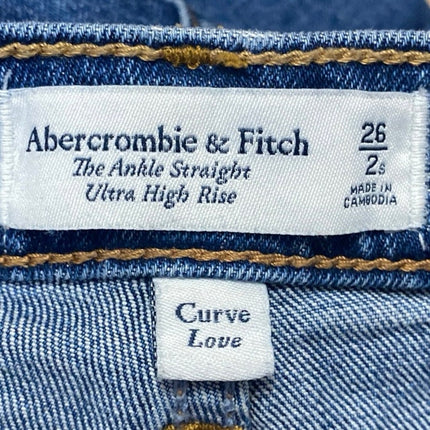 Abercrombie & Fitch
The Ankle Straight
Ultra High Rise
26
2s
MADE IN
CAMBODIA
Curve
Love